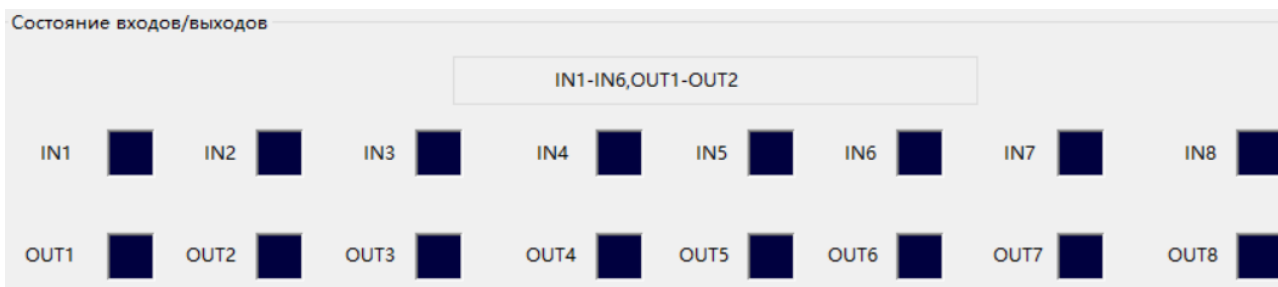 Состояние входов/выходов
IN1-IN6,OUT1-OUT2
IN1 IN2 IN3 IN4 IN5 IN6 IN7 IN8
OUT1 OUT2 OUT3 OUT4 OUT5 OUT6 OUT7 OUT8